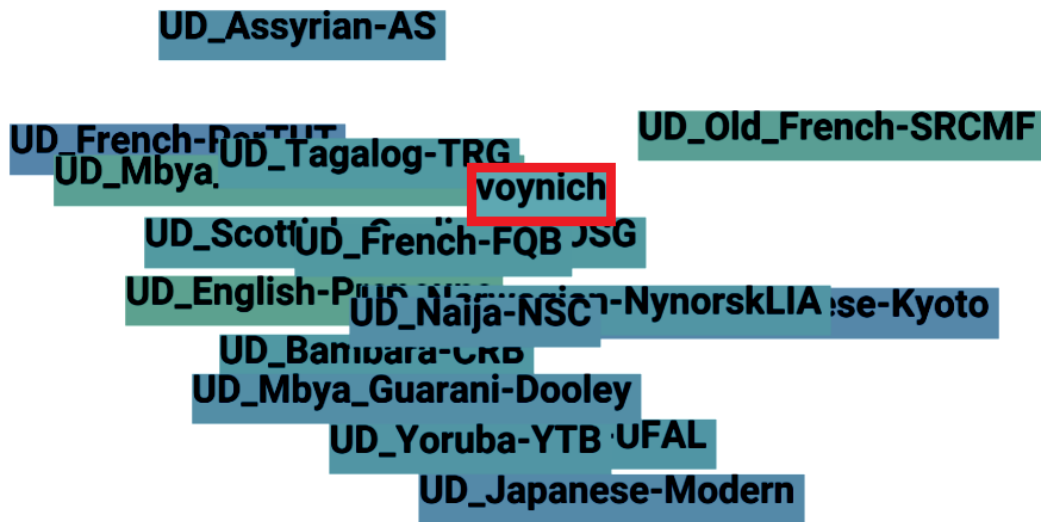 UD_Assyrian-AS
UD_Old_French-SRCMF
UD_Tagalog-TRG
UD_Mbya
voynich
UD_French-FQB
UD_Naija-NSC
UD_Bambara-CRB
UD_Mbya_Guarani-Dooley
UD_Yoruba-YTB -UFAL
UD_Japanese-Modern